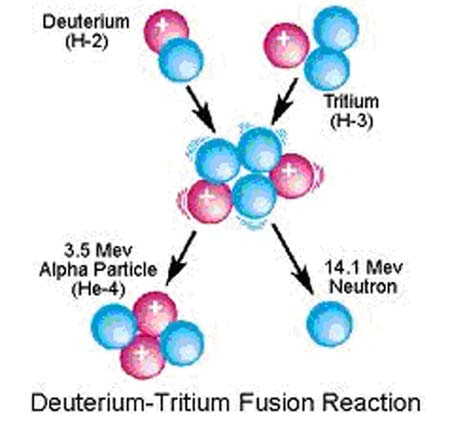 Deuterium
(H-2)
+
+
Tritium
(H-3)
+
+
3.5 Mev
Alpha Particle
(He-4)
14.1 Mev
Neutron
+
+
Deuterium-Tritium Fusion Reaction